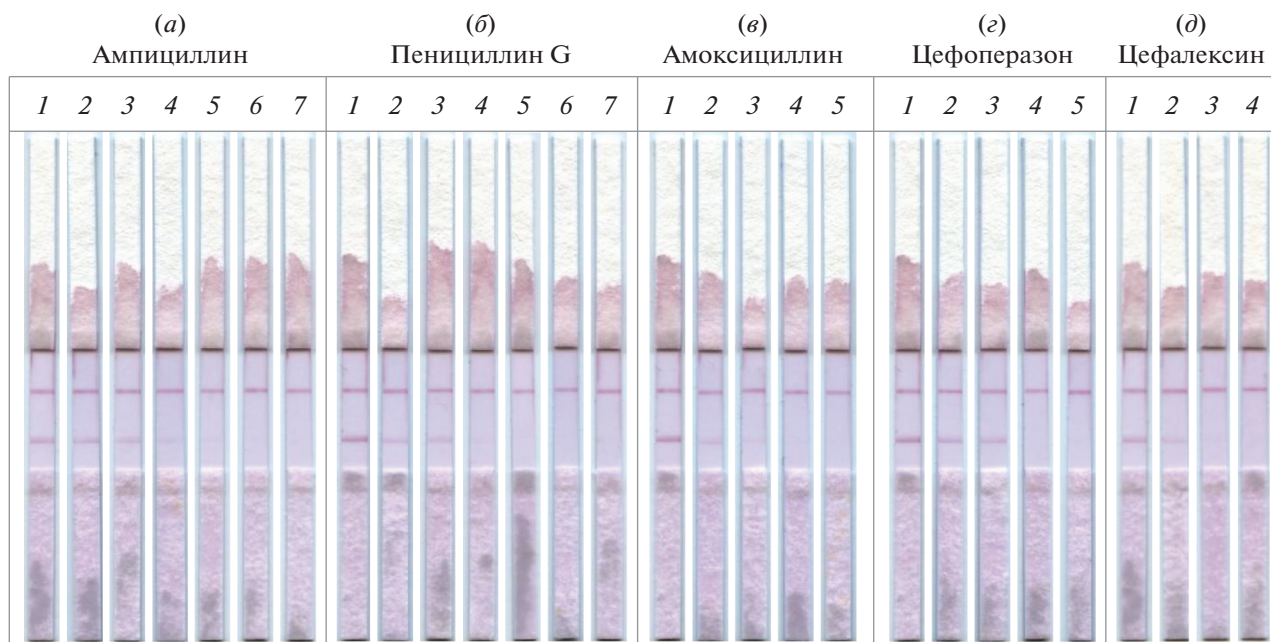 (а) (б) (в) (г) (д)
Ампициллин Пенициллин G Амоксициллин Цефоперазон Цефалексин
1 2 3 4 5 6 7 1 2 3 4 5 6 7 1 2 3 4 5 1 2 3 4 5 1 2 3 4